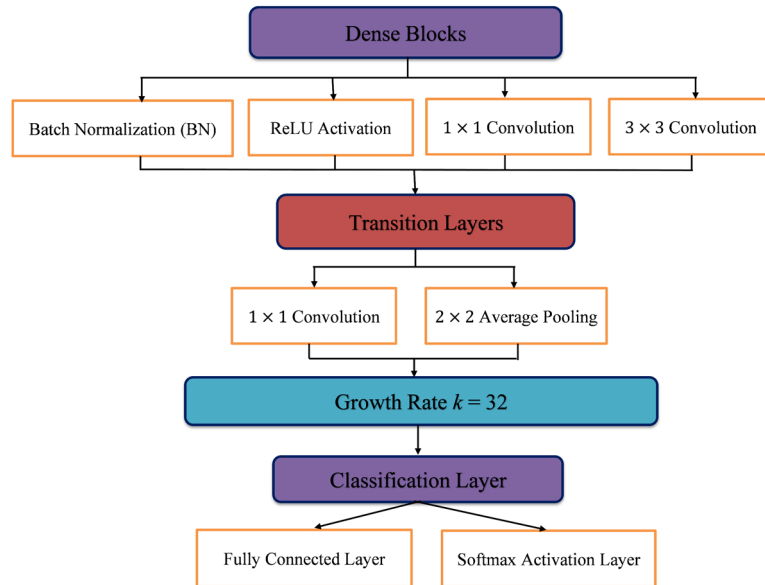 Dense Blocks
Batch Normalization (BN)
ReLU Activation
1 × 1 Convolution
3 × 3 Convolution
Transition Layers
1 × 1 Convolution
2 × 2 Average Pooling
Growth Rate k = 32
Classification Layer
Fully Connected Layer
Softmax Activation Layer